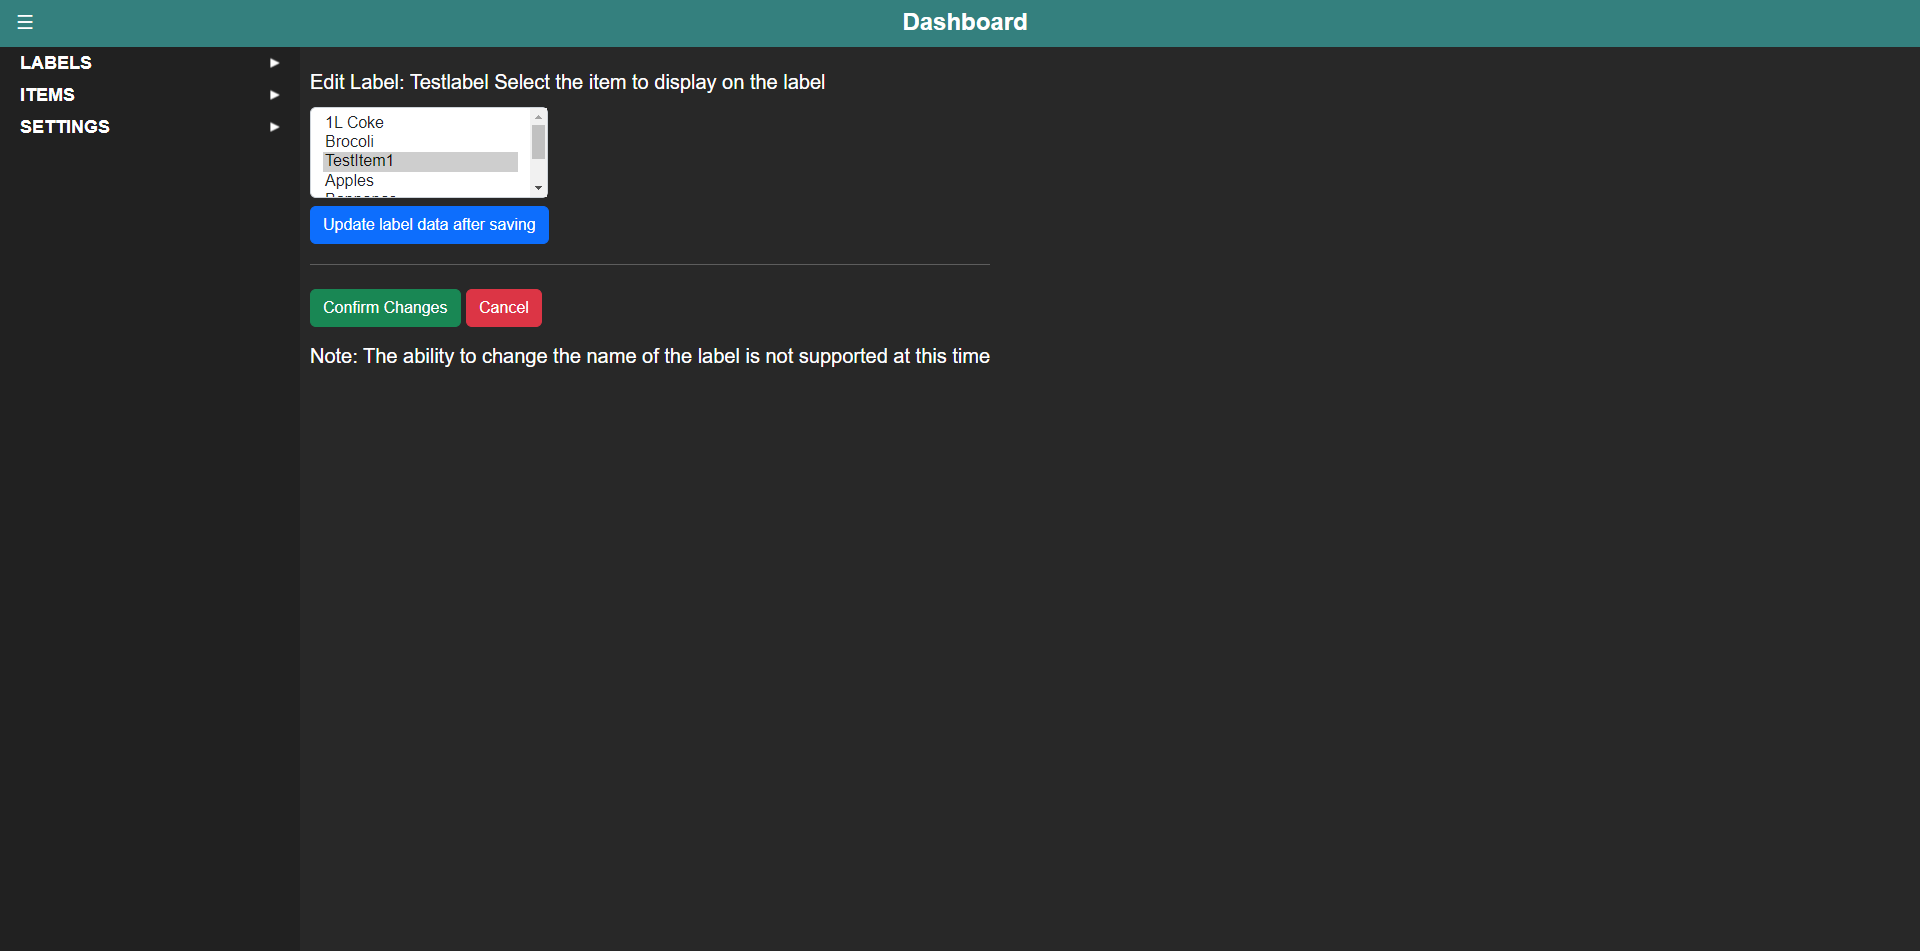 ☰ Dashboard
LABELS ▶
ITEMS ▶
SETTINGS ▶
Edit Label: Testlabel Select the item to display on the label
1L Coke
Brocoli
TestItem1
Apples
Update label data after saving
Confirm Changes Cancel
Note: The ability to change the name of the label is not supported at this time